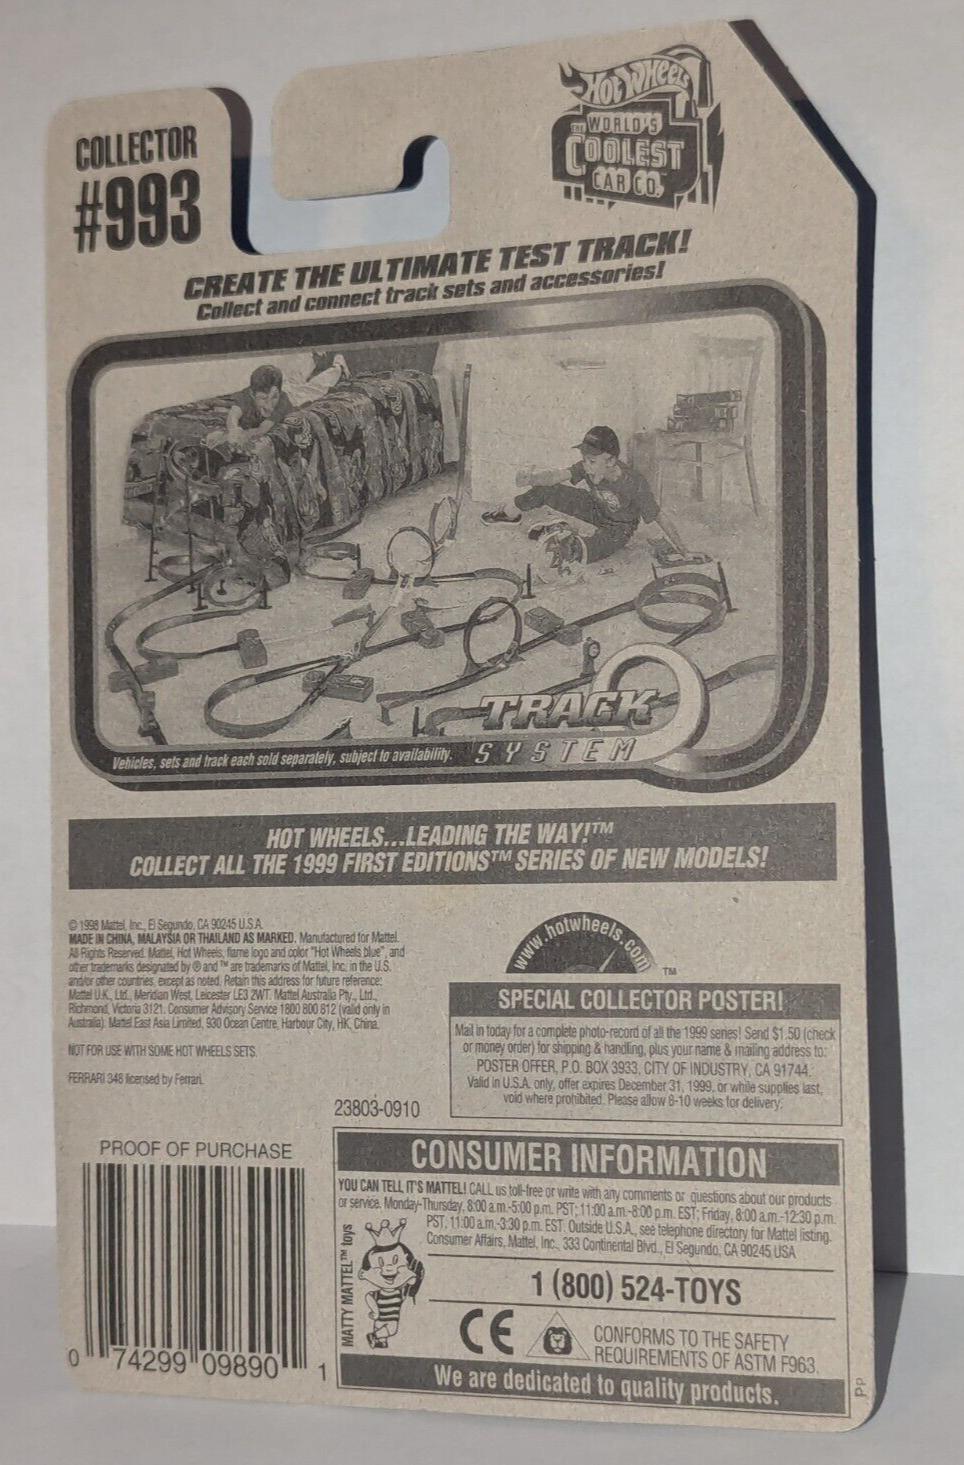 COLLECTOR
#993
HOT WHEELS
THE WORLD'S
COOLEST
CAR CO.™
CREATE THE ULTIMATE TEST TRACK!
Collect and connect track sets and accessories!
TRACK
SYSTEM
Vehicles, sets and track each sold separately, subject to availability.
HOT WHEELS...LEADING THE WAY!™
COLLECT ALL THE 1999 FIRST EDITIONS™ SERIES OF NEW MODELS!
© 1998 Mattel, Inc., El Segundo, CA 90245 U.S.A.
MADE IN CHINA, MALAYSIA OR THAILAND AS MARKED. Manufactured for Mattel.
All Rights Reserved. Mattel, Hot Wheels, flame logo and color "Hot Wheels blue", and
other trademarks designated by ® and ™ are trademarks of Mattel, Inc. in the U.S.
and/or other countries, except as noted. Retain this address for future reference:
Mattel U.K., Ltd., Meridian West, Leicester LE3 2WT. Mattel Australia Pty., Ltd.,
Richmond, Victoria 3121. Consumer Advisory Service 1800 800 812 (valid only in
Australia). Mattel East Asia Limited, 930 Ocean Centre, Harbour City, HK, China.
NOT FOR USE WITH SOME HOT WHEELS SETS.
FERRARI 348 licensed by Ferrari.
23803-0910
www.hotwheels.com
™
SPECIAL COLLECTOR POSTER!
Mail in today for a complete photo-record of all the 1999 series! Send $1.50 (check
or money order) for shipping & handling, plus your name & mailing address to:
POSTER OFFER, P.O. BOX 3933, CITY OF INDUSTRY, CA 91744.
Valid in U.S.A. only, offer expires December 31, 1999, or while supplies last,
void where prohibited. Please allow 8-10 weeks for delivery.
PROOF OF PURCHASE
0 74299 09890 1
CONSUMER INFORMATION
YOU CAN TELL IT'S MATTEL! CALL us toll-free or write with any comments or questions about our products
or service. Monday-Thursday, 8:00 a.m.-5:00 p.m. PST; 11:00 a.m.-8:00 p.m. EST; Friday, 8:00 a.m.-12:30 p.m.
PST, 11:00 a.m.-3:30 p.m. EST. Outside U.S.A., see telephone directory for Mattel listing.
Consumer Affairs, Mattel, Inc., 333 Continental Blvd., El Segundo, CA 90245 USA
MATTY MATTEL™ toys
1 (800) 524-TOYS
CE
CONFORMS TO THE SAFETY
REQUIREMENTS OF ASTM F963.
We are dedicated to quality products.
PP